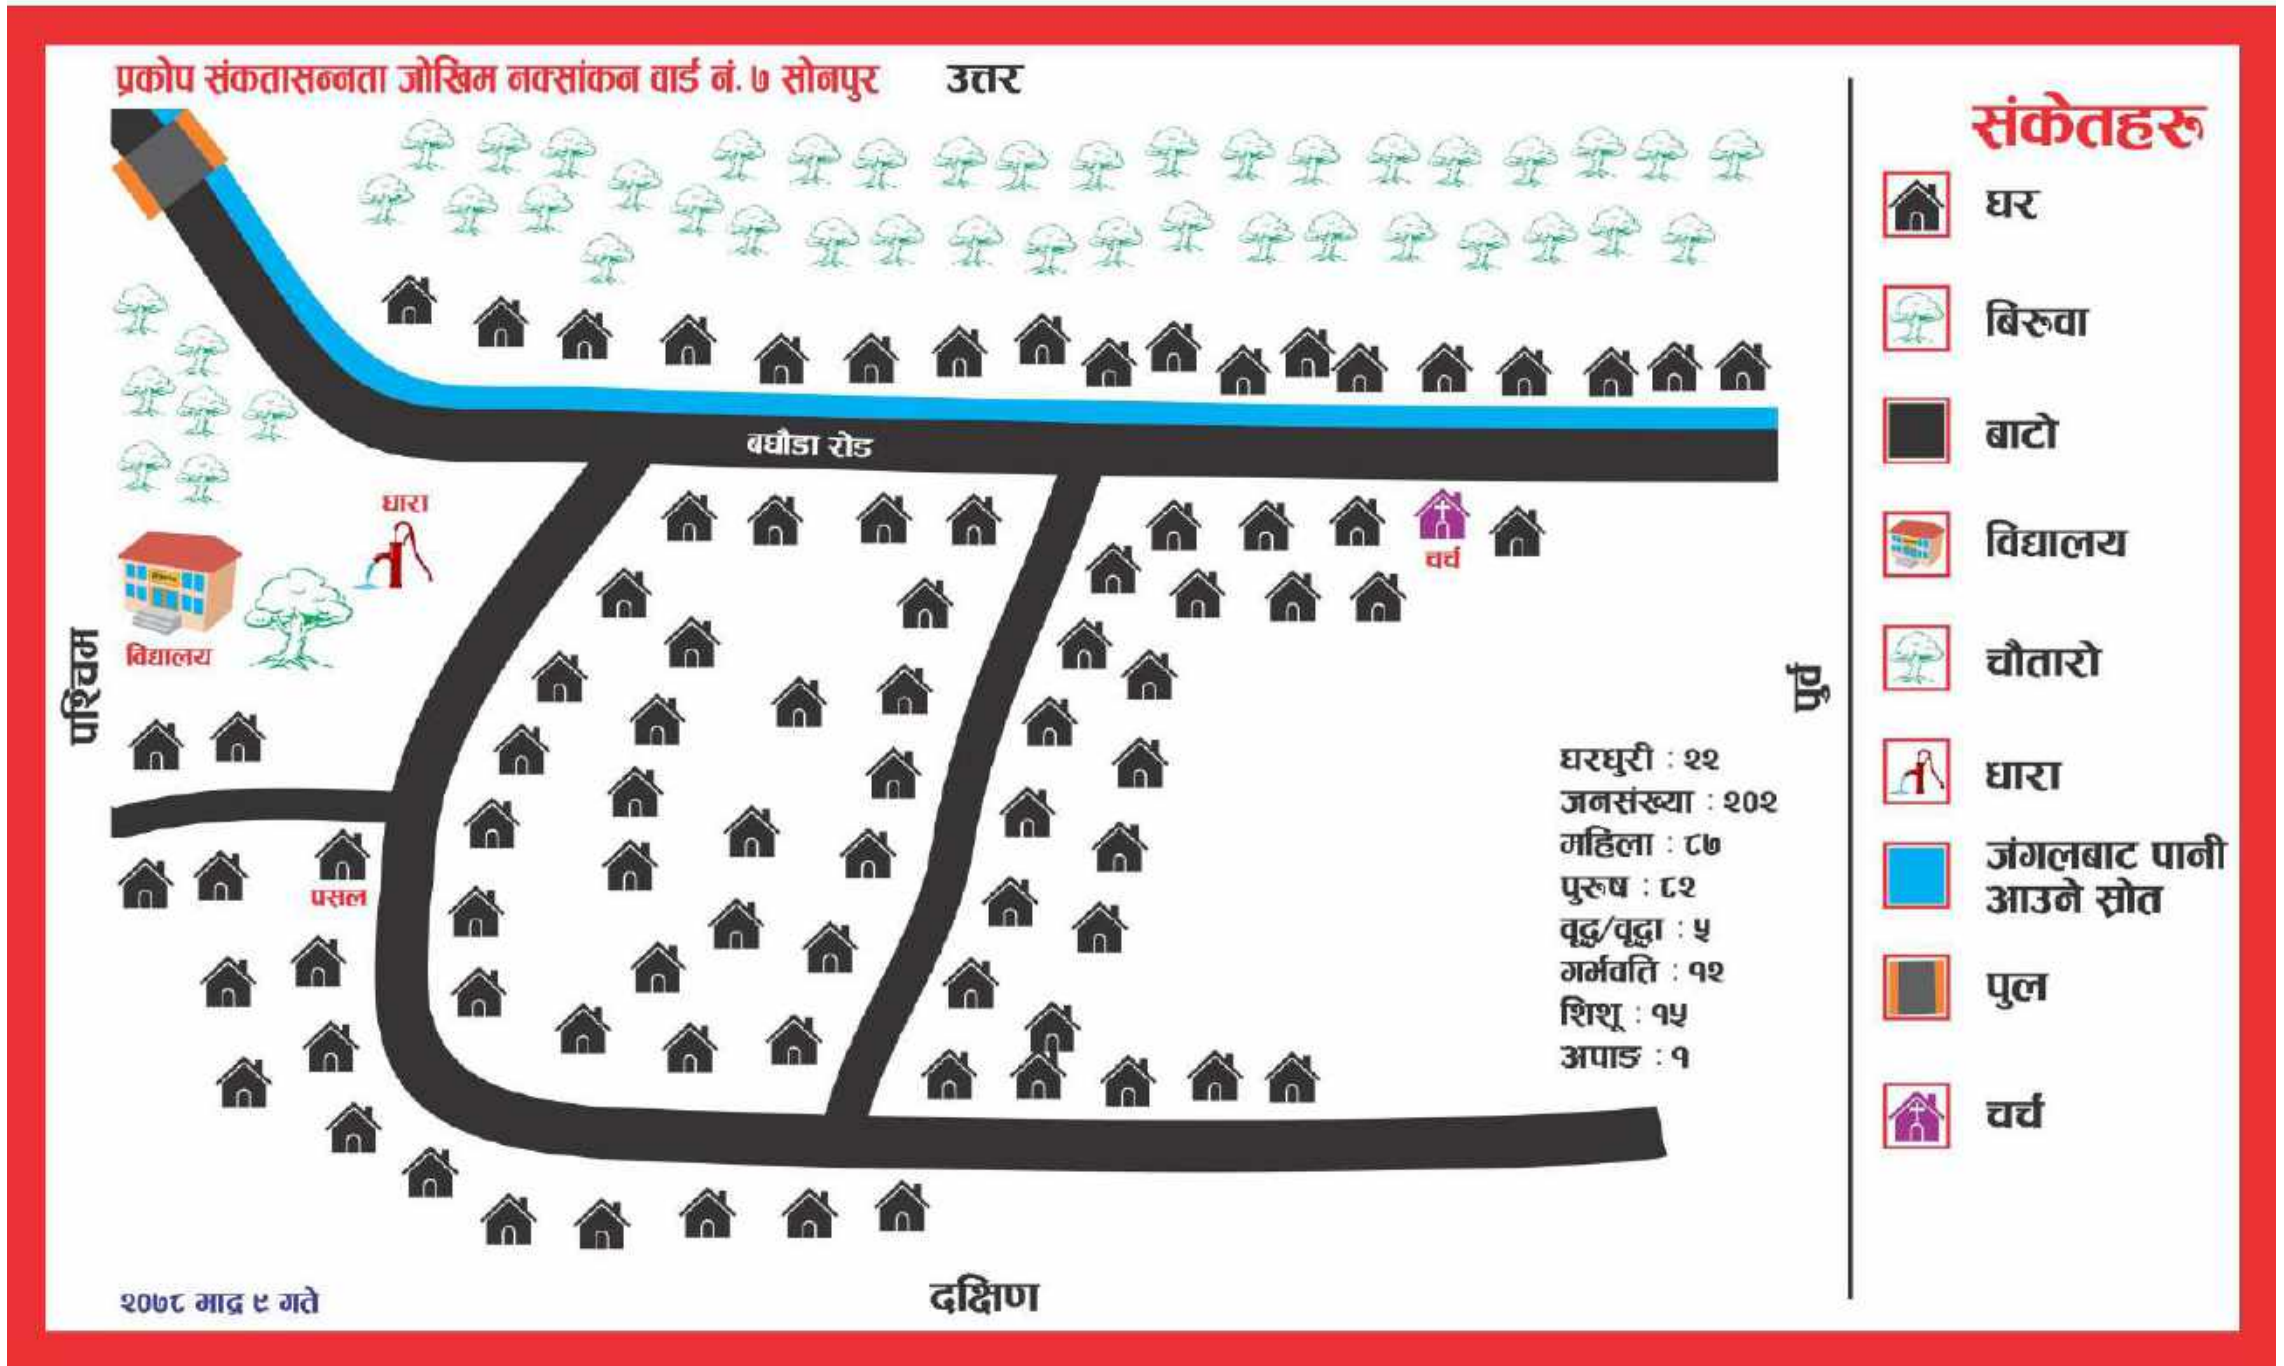 प्रकोप संकतासन्नता जोखिम नक्सांकन वार्ड नं. ७ सोनपुर
उत्तर
बघौडा रोड
धारा
चर्च
विद्यालय
पश्चिम
पुर्व
पसल
घरधुरी : २२
जनसंख्या : २०२
महिला : ८७
पुरुष : ८२
वृद्ध/वृद्धा : ५
गर्भवति : १२
शिशू : १५
अपाङ : १
२०७८ भाद्र ९ गते
दक्षिण
संकेतहरु
घर
बिरुवा
बाटो
विद्यालय
चौतारो
धारा
जंगलबाट पानी
आउने स्रोत
पुल
चर्च